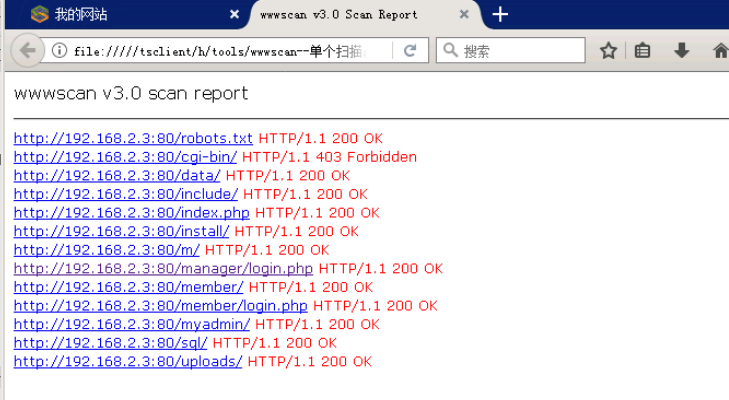 我的网站
wwwscan v3.0 Scan Report
file://///tsclient/h/tools/wwwscan--单个扫描
搜索
wwwscan v3.0 scan report
http://192.168.2.3:80/robots.txt HTTP/1.1 200 OK
http://192.168.2.3:80/cgi-bin/ HTTP/1.1 403 Forbidden
http://192.168.2.3:80/data/ HTTP/1.1 200 OK
http://192.168.2.3:80/include/ HTTP/1.1 200 OK
http://192.168.2.3:80/index.php HTTP/1.1 200 OK
http://192.168.2.3:80/install/ HTTP/1.1 200 OK
http://192.168.2.3:80/m/ HTTP/1.1 200 OK
http://192.168.2.3:80/manager/login.php HTTP/1.1 200 OK
http://192.168.2.3:80/member/ HTTP/1.1 200 OK
http://192.168.2.3:80/member/login.php HTTP/1.1 200 OK
http://192.168.2.3:80/myadmin/ HTTP/1.1 200 OK
http://192.168.2.3:80/sql/ HTTP/1.1 200 OK
http://192.168.2.3:80/uploads/ HTTP/1.1 200 OK